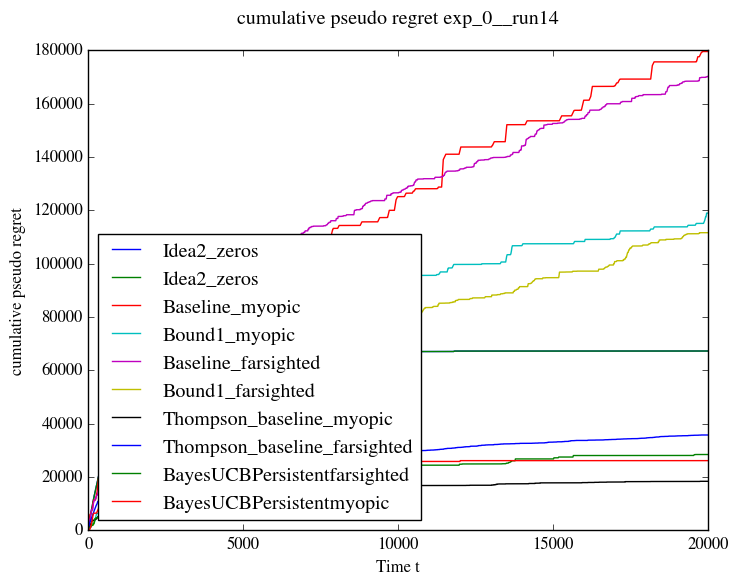 cumulative pseudo regret exp_0__run14
180000
160000
140000
120000
100000
80000
60000
40000
20000
0
cumulative pseudo regret
Idea2_zeros
Idea2_zeros
Baseline_myopic
Bound1_myopic
Baseline_farsighted
Bound1_farsighted
Thompson_baseline_myopic
Thompson_baseline_farsighted
BayesUCBPersistentfarsighted
BayesUCBPersistentmyopic
0 5000 10000 15000 20000
Time t